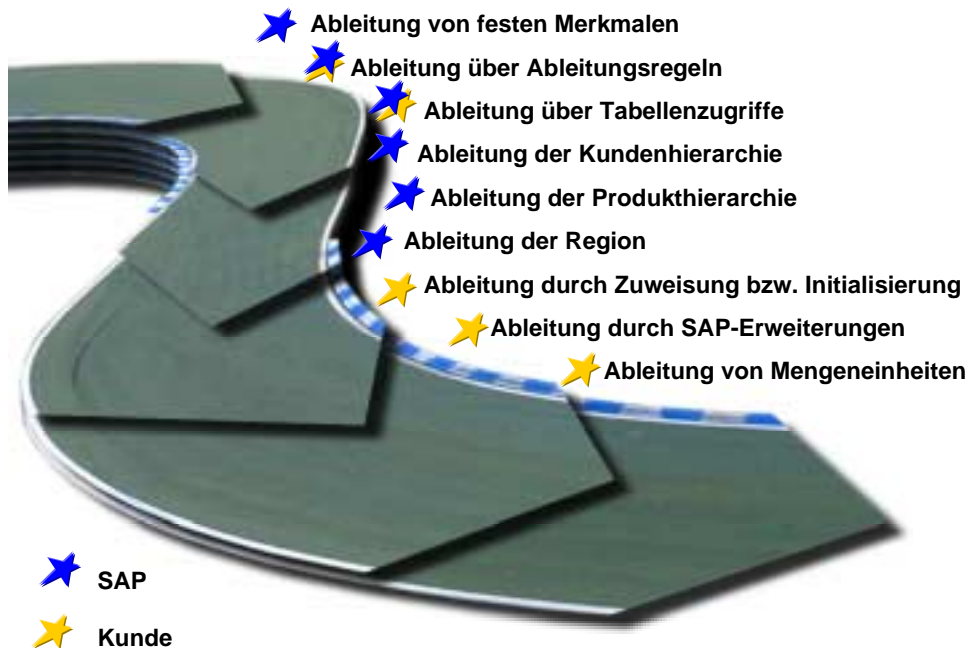 Ableitung von festen Merkmalen
Ableitung über Ableitungsregeln
Ableitung über Tabellenzugriffe
Ableitung der Kundenhierarchie
Ableitung der Produkthierarchie
Ableitung der Region
Ableitung durch Zuweisung bzw. Initialisierung
Ableitung durch SAP-Erweiterungen
Ableitung von Mengeneinheiten
SAP
Kunde